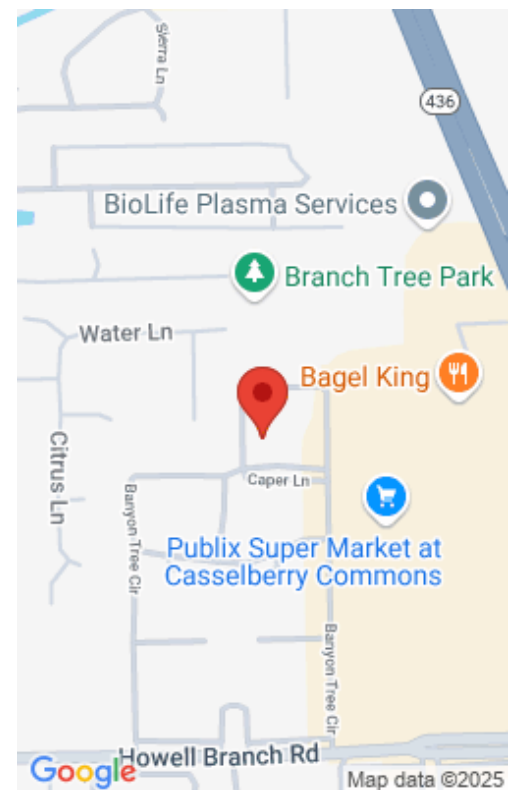 Sierra Ln
436
BioLife Plasma Services
Branch Tree Park
Water Ln
Bagel King
Citrus Ln
Caper Ln
Banyon Tree Cir
Publix Super Market at
Casselberry Commons
Banyon Tree Cir
Howell Branch Rd
Google
Map data ©2025